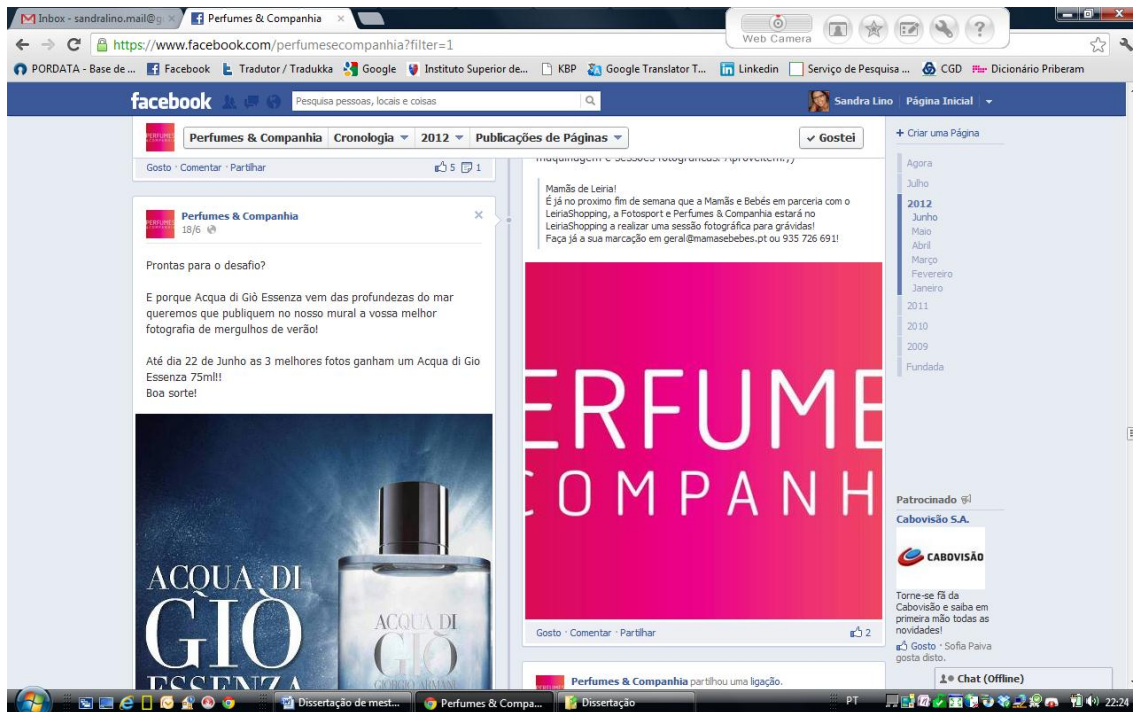 Inbox - sandralino.mail@g
Perfumes & Companhia
Web Camera
https://www.facebook.com/perfumesecompanhia?filter=1
PORDATA - Base de ...
Facebook
Tradutor / Tradukka
Google
Instituto Superior de...
KBP
Google Translator T...
Linkedin
Serviço de Pesquisa ...
CGD
Dicionário Priberam
facebook
Pesquisa pessoas, locais e coisas
Sandra Lino
Página Inicial
Perfumes & Companhia
Cronologia
2012
Publicações de Páginas
Gostei
Gosto · Comentar · Partilhar
5
1
Perfumes & Companhia
18/6
Prontas para o desafio?
E porque Acqua di Giò Essenza vem das profundezas do mar
queremos que publiquem no nosso mural a vossa melhor
fotografia de mergulhos de verão!
Até dia 22 de Junho as 3 melhores fotos ganham um Acqua di Gio
Essenza 75ml!!
Boa sorte!
ACQUA DI
GIÒ
ESSENZA
ACQUA DI
GIÒ
GIORGIO ARMANI
maquilhagem e sessões fotográficas. Aproveitem!;)
Mamãs de Leiria!
É já no proximo fim de semana que a Mamãs e Bebés em parceria com o
LeiriaShopping, a Fotosport e Perfumes & Companhia estará no
LeiriaShopping a realizar uma sessão fotográfica para grávidas!
Faça já a sua marcação em geral@mamasebebes.pt ou 935 726 691!
ERFUME
COMPANH
Gosto · Comentar · Partilhar
2
Perfumes & Companhia partilhou uma ligação.
+ Criar uma Página
Agora
Julho
2012
Junho
Maio
Abril
Março
Fevereiro
Janeiro
2011
2010
2009
Fundada
Patrocinado
Cabovisão S.A.
CABOVISÃO
Torne-se fã da
Cabovisão e saiba em
primeira mão todas as
novidades!
Gosto · Sofia Paiva
gosta disto.
Chat (Offline)
Dissertação de mest...
Perfumes & Compa...
Dissertação
PT
22:24